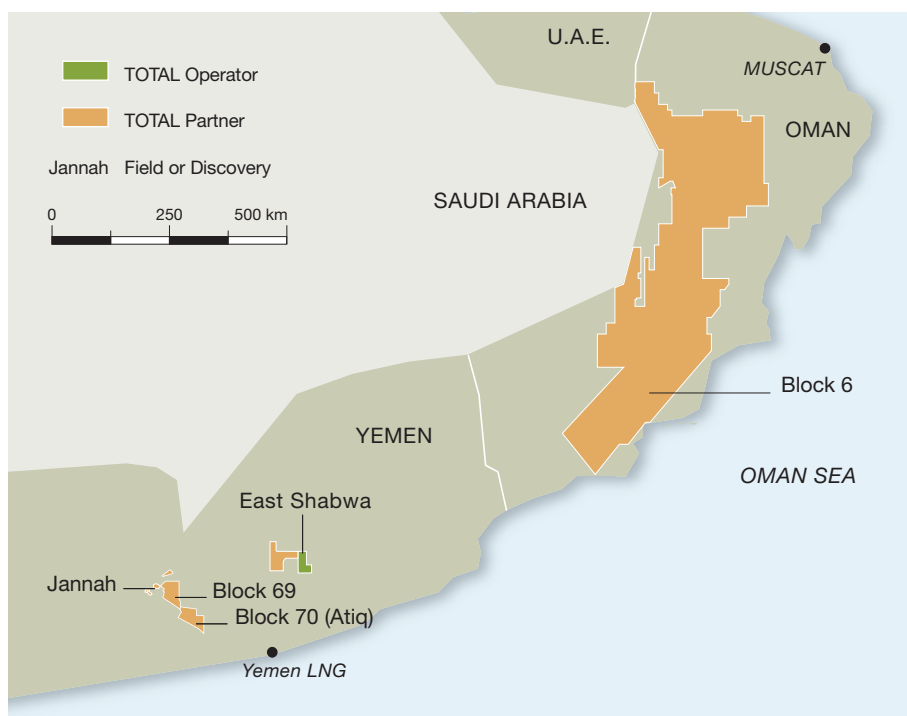 U.A.E.
MUSCAT
TOTAL Operator
TOTAL Partner
OMAN
Jannah Field or Discovery
SAUDI ARABIA
0 250 500 km
Block 6
YEMEN
OMAN SEA
East Shabwa
Jannah
Block 69
Block 70 (Atiq)
Yemen LNG